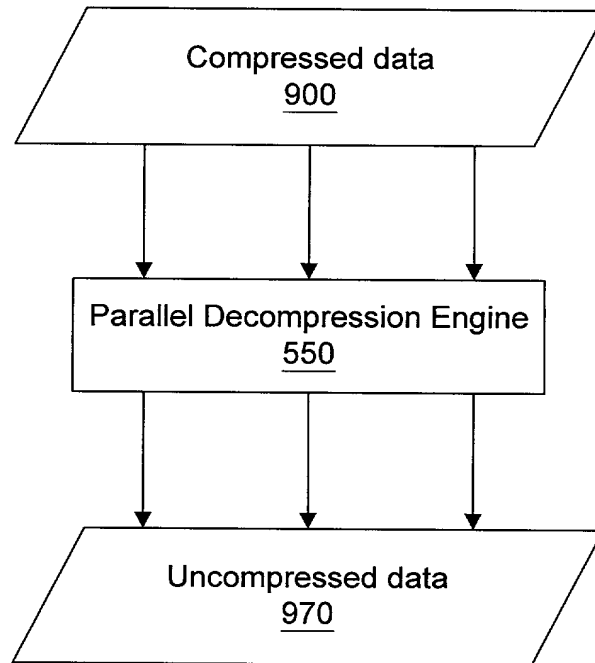 Compressed data
900
Parallel Decompression Engine
550
Uncompressed data
970